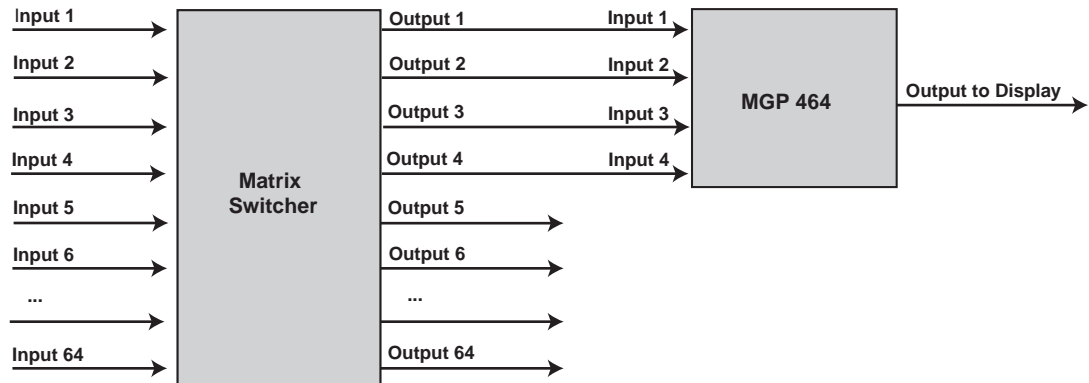 Input 1
Input 2
Input 3
Input 4
Input 5
Input 6
...
Input 64
Matrix
Switcher
Output 1
Output 2
Output 3
Output 4
Output 5
Output 6
...
Output 64
Input 1
Input 2
Input 3
Input 4
MGP 464
Output to Display